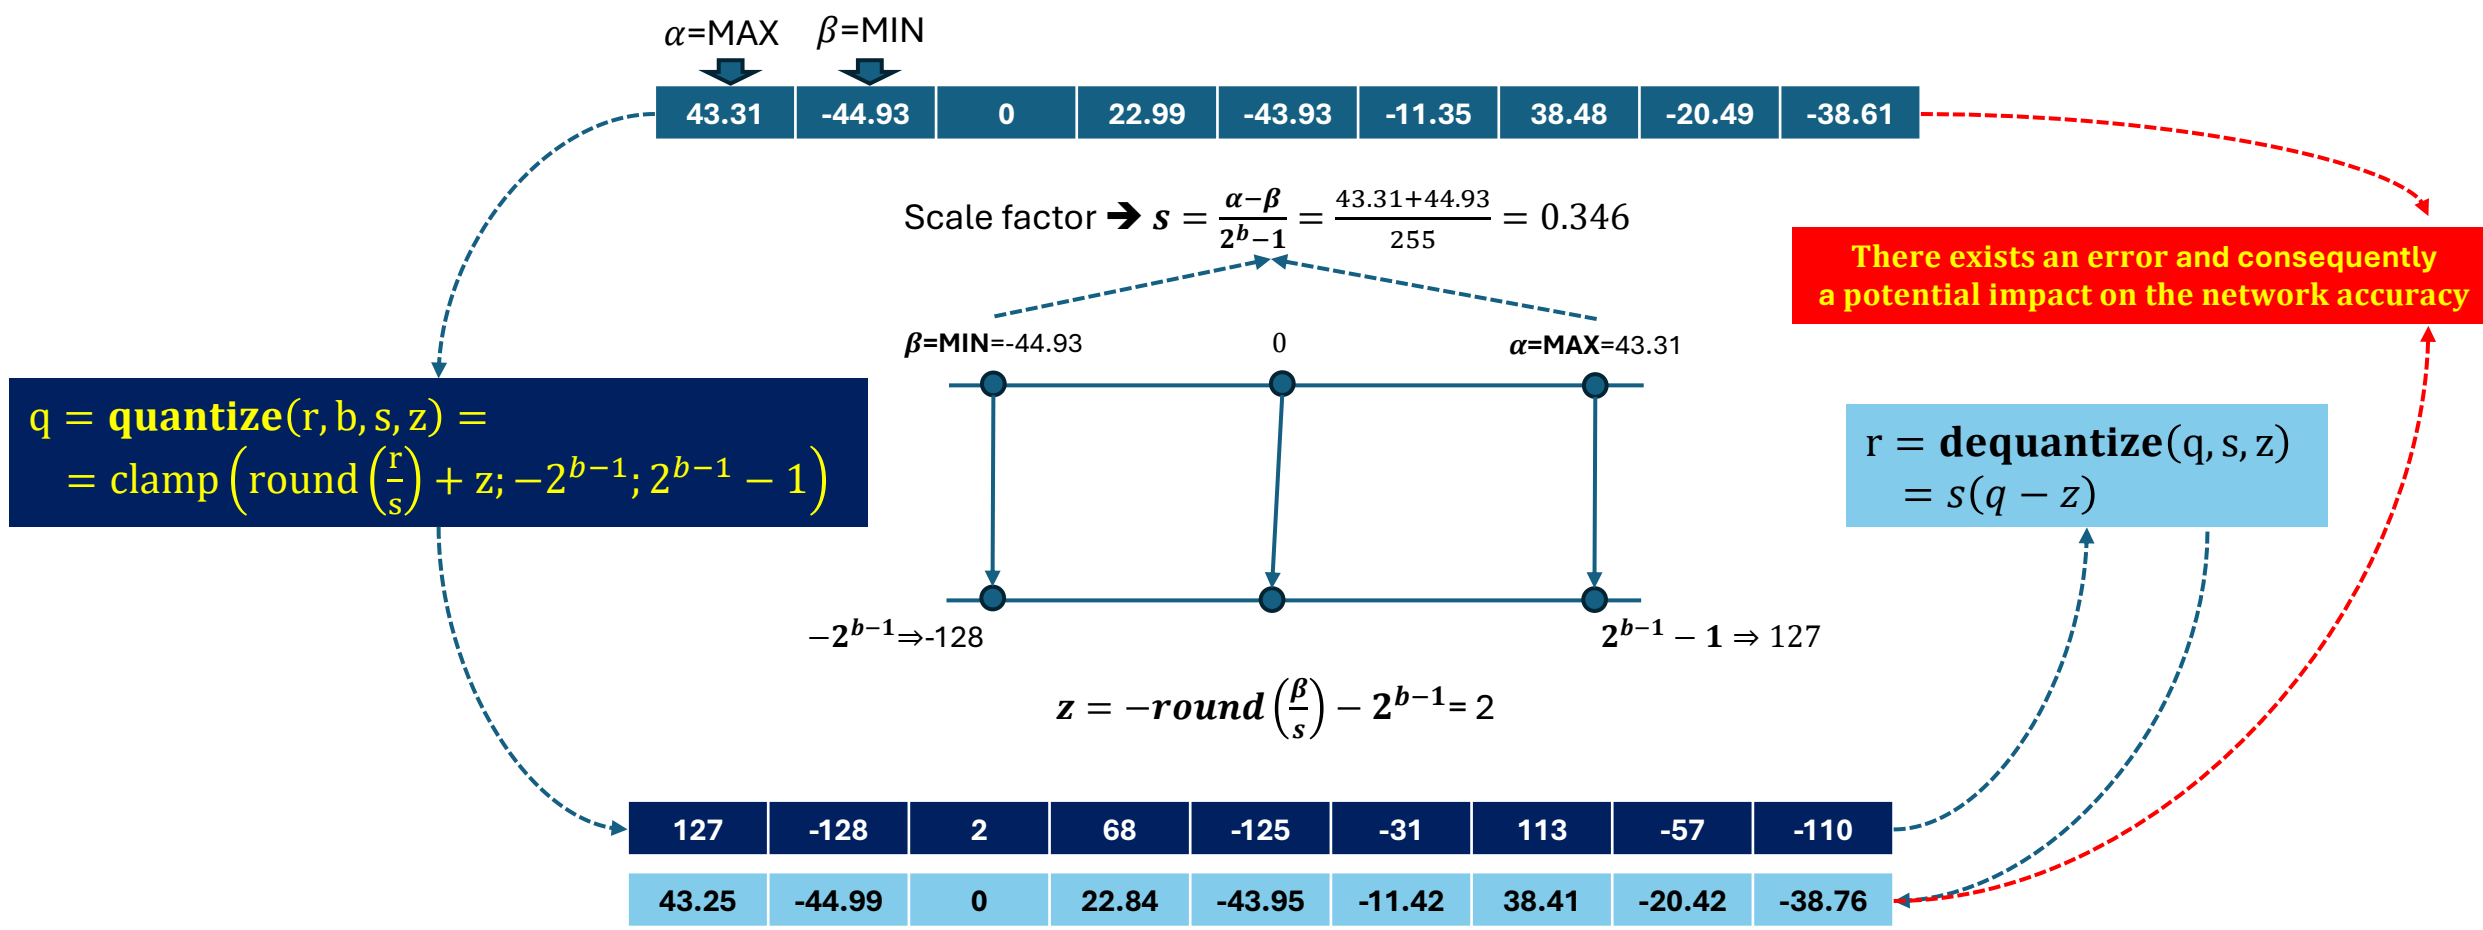 α=MAX β=MIN
43.31 -44.93 0 22.99 -43.93 -11.35 38.48 -20.49 -38.61
Scale factor ➔ s = (α−β)/(2^b−1) = (43.31+44.93)/255 = 0.346
There exists an error and consequently
a potential impact on the network accuracy
β=MIN=-44.93 0 α=MAX=43.31
q = quantize(r, b, s, z) =
= clamp (round (r/s) + z; −2^{b−1}; 2^{b−1} − 1)
r = dequantize(q, s, z)
= s(q − z)
−2^{b−1}⇒-128 2^{b−1} − 1 ⇒ 127
z = −round (β/s) − 2^{b−1}= 2
127 -128 2 68 -125 -31 113 -57 -110
43.25 -44.99 0 22.84 -43.95 -11.42 38.41 -20.42 -38.76